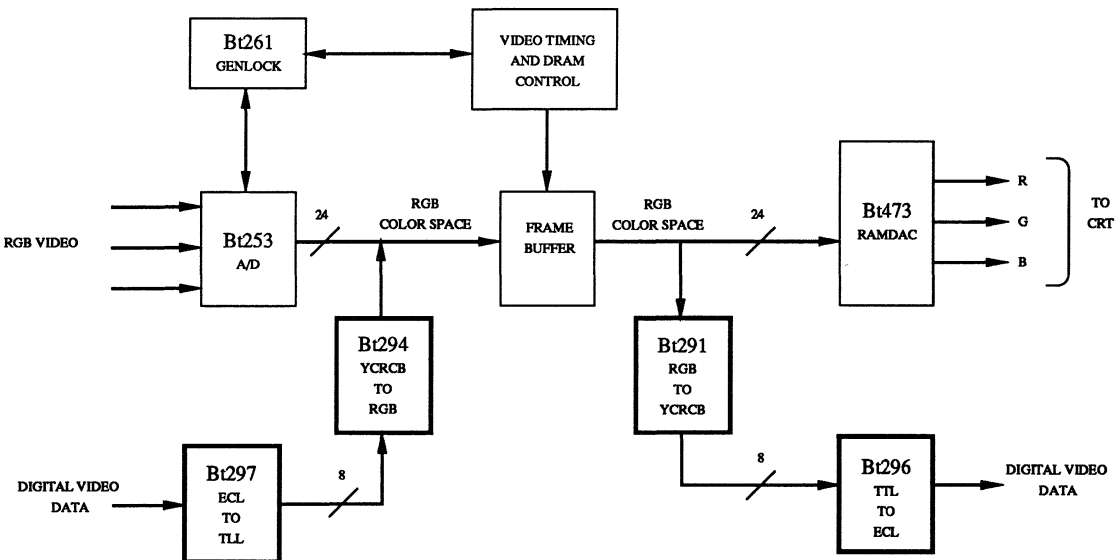 Bt261
GENLOCK
VIDEO TIMING
AND DRAM
CONTROL
RGB VIDEO
Bt253
A/D
24
RGB
COLOR SPACE
FRAME
BUFFER
RGB
COLOR SPACE
24
Bt473
RAMDAC
R
G
B
TO
CRT
Bt294
YCRCB
TO
RGB
Bt291
RGB
TO
YCRCB
DIGITAL VIDEO
DATA
Bt297
ECL
TO
TLL
8
8
Bt296
TTL
TO
ECL
DIGITAL VIDEO
DATA